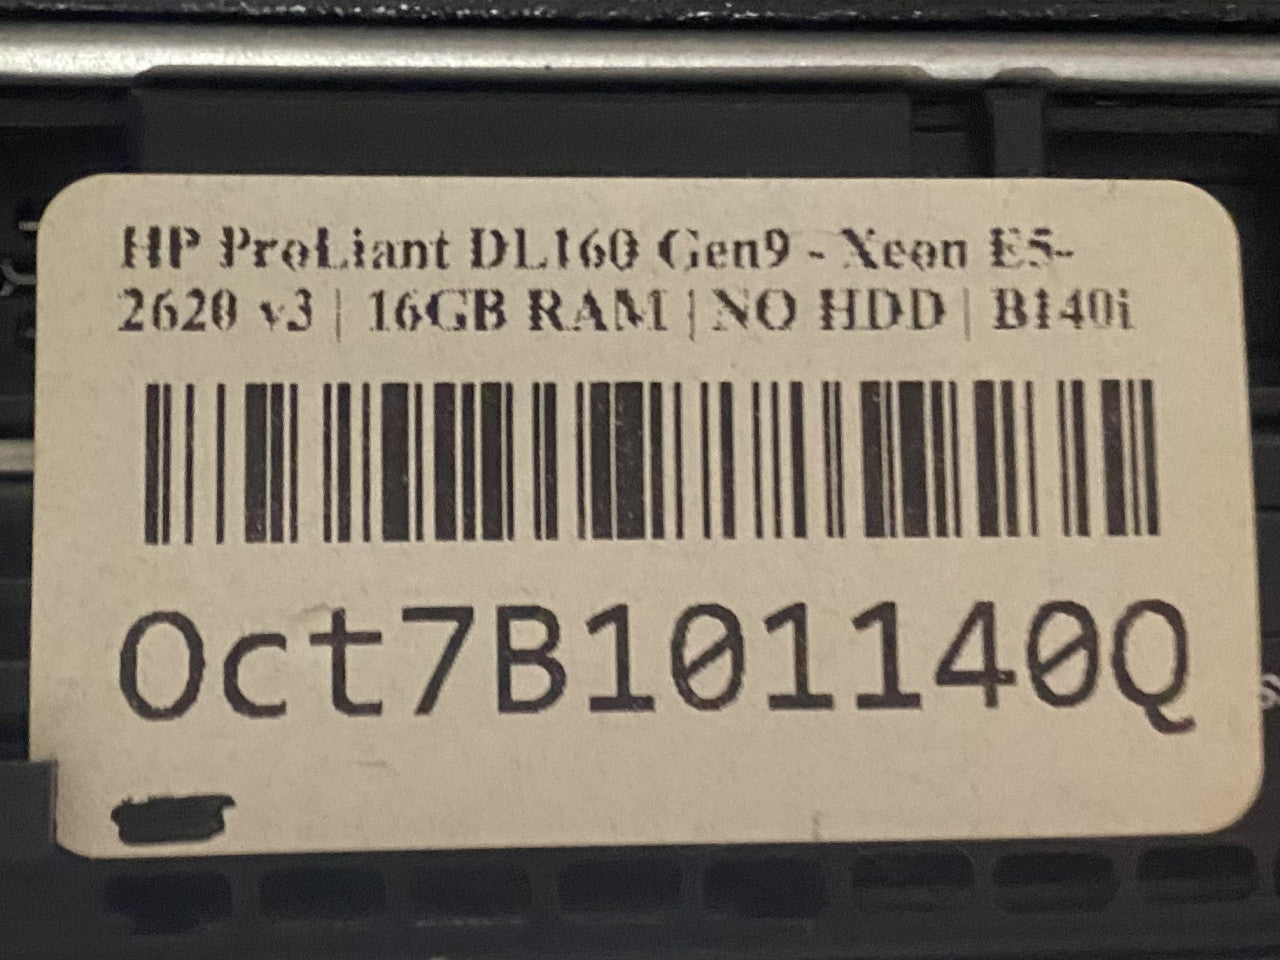 HP ProLiant DL160 Gen9 - Xeon E5-
2620 v3 | 16GB RAM | NO HDD | B140i
Oct7B101140Q